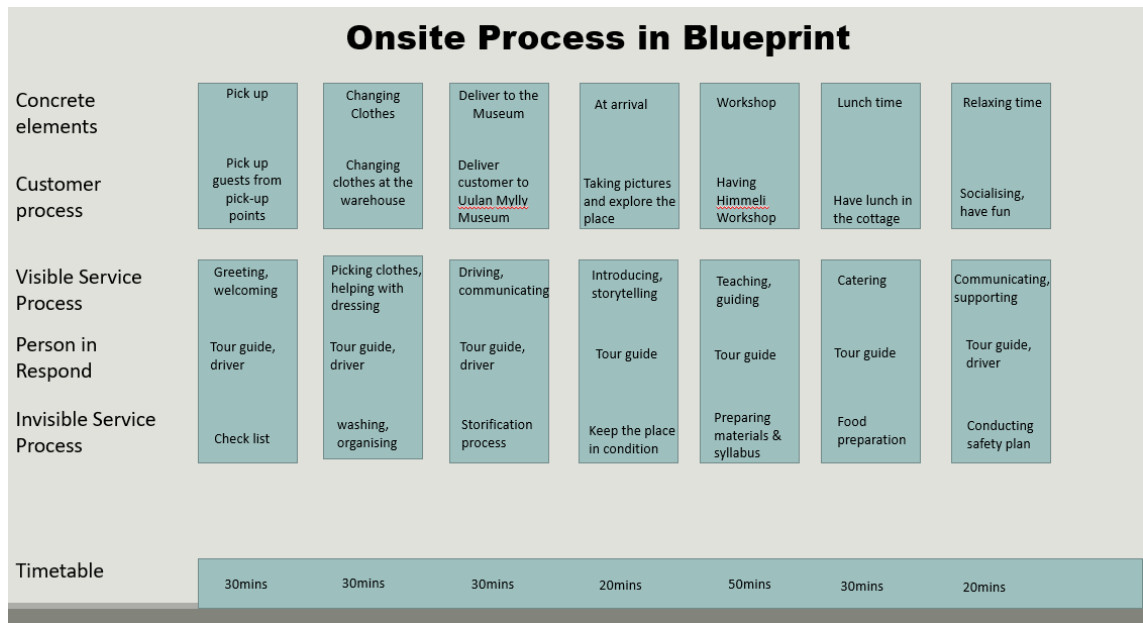 Onsite Process in Blueprint
Concrete
elements
Pick up
Changing
Clothes
Deliver to the
Museum
At arrival
Workshop
Lunch time
Relaxing time
Customer
process
Pick up
guests from
pick-up
points
Changing
clothes at the
warehouse
Deliver
customer to
Uulan Mylly
Museum
Taking pictures
and explore the
place
Having
Himmeli
Workshop
Have lunch in
the cottage
Socialising,
have fun
Visible Service
Process
Greeting,
welcoming
Picking clothes,
helping with
dressing
Driving,
communicating
Introducing,
storytelling
Teaching,
guiding
Catering
Communicating,
supporting
Person in
Respond
Tour guide,
driver
Tour guide,
driver
Tour guide,
driver
Tour guide
Tour guide
Tour guide
Tour guide,
driver
Invisible Service
Process
Check list
washing,
organising
Storification
process
Keep the place
in condition
Preparing
materials &
syllabus
Food
preparation
Conducting
safety plan
Timetable
30mins
30mins
30mins
20mins
50mins
30mins
20mins